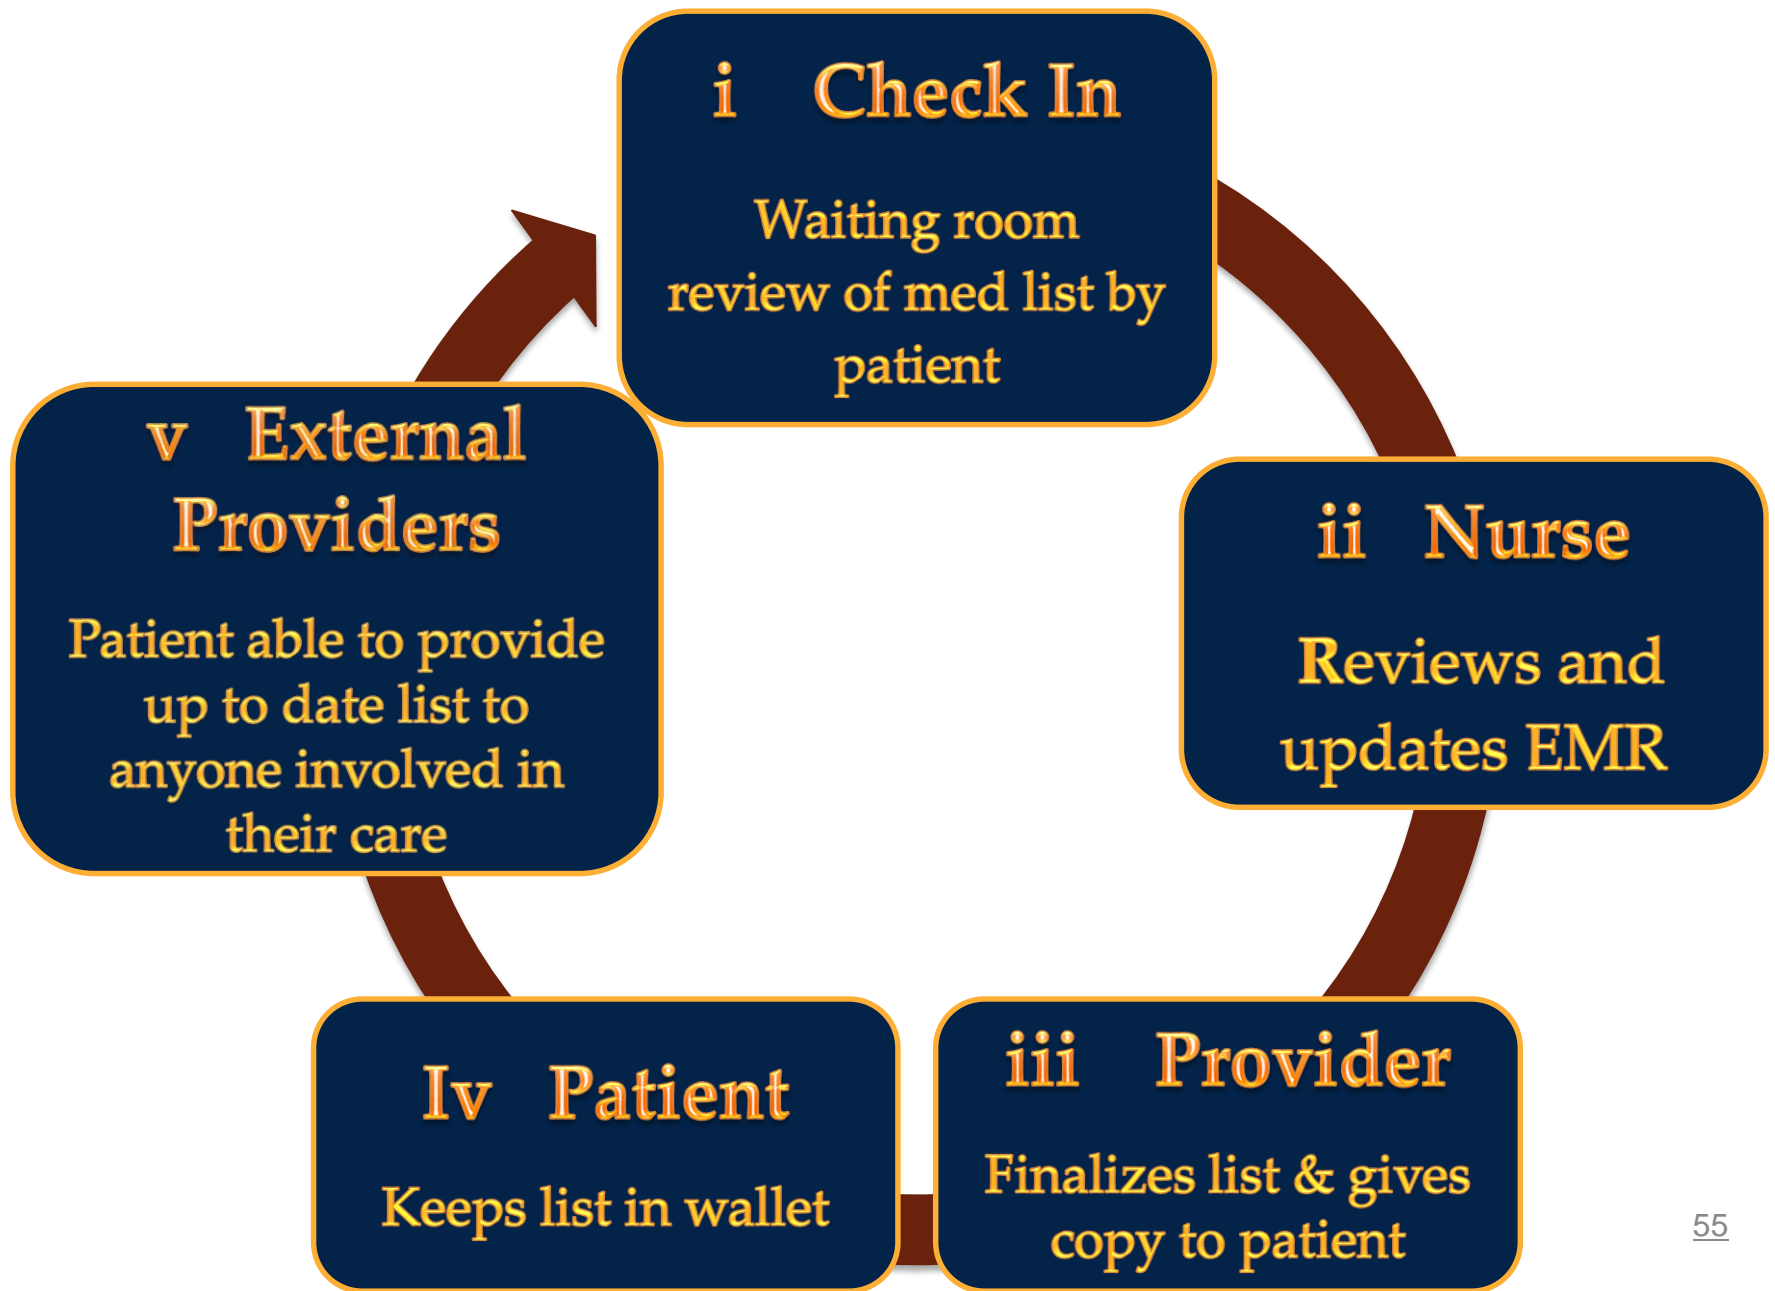 i Check In
Waiting room
review of med list by
patient
ii Nurse
Reviews and
updates EMR
iii Provider
Finalizes list & gives
copy to patient
Iv Patient
Keeps list in wallet
v External
Providers
Patient able to provide
up to date list to
anyone involved in
their care
55